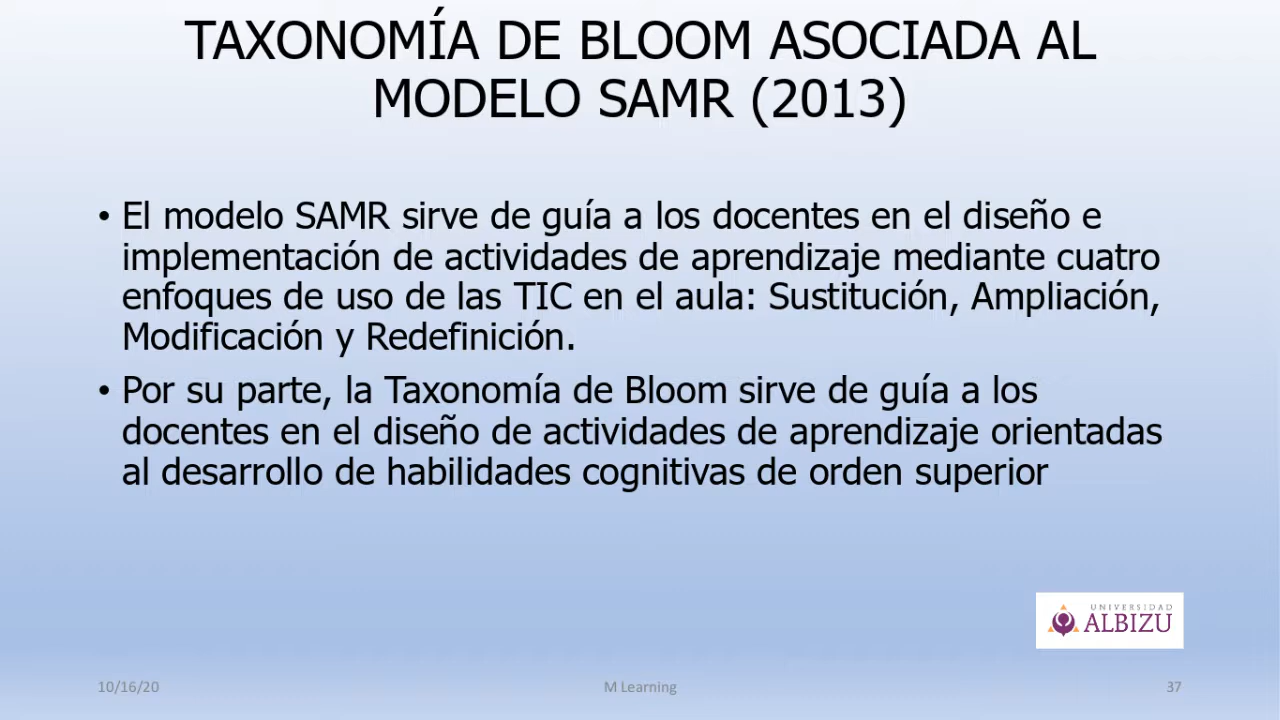 TAXONOMÍA DE BLOOM ASOCIADA AL
MODELO SAMR (2013)
• El modelo SAMR sirve de guía a los docentes en el diseño e
implementación de actividades de aprendizaje mediante cuatro
enfoques de uso de las TIC en el aula: Sustitución, Ampliación,
Modificación y Redefinición.
• Por su parte, la Taxonomía de Bloom sirve de guía a los
docentes en el diseño de actividades de aprendizaje orientadas
al desarrollo de habilidades cognitivas de orden superior
UNIVERSIDAD
ALBIZU
10/16/20
M Learning
37